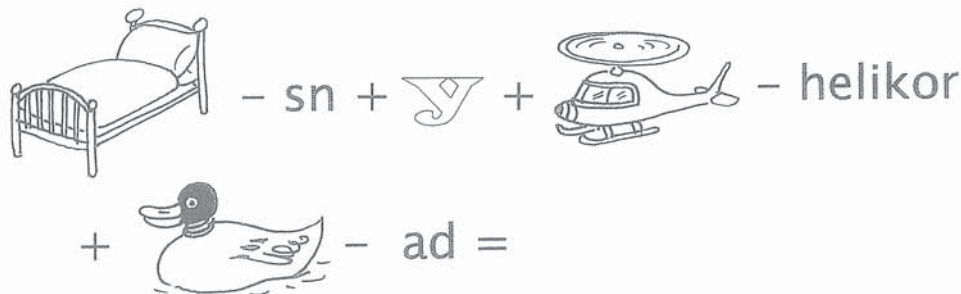 – sn + y + – helikor
+ – ad =